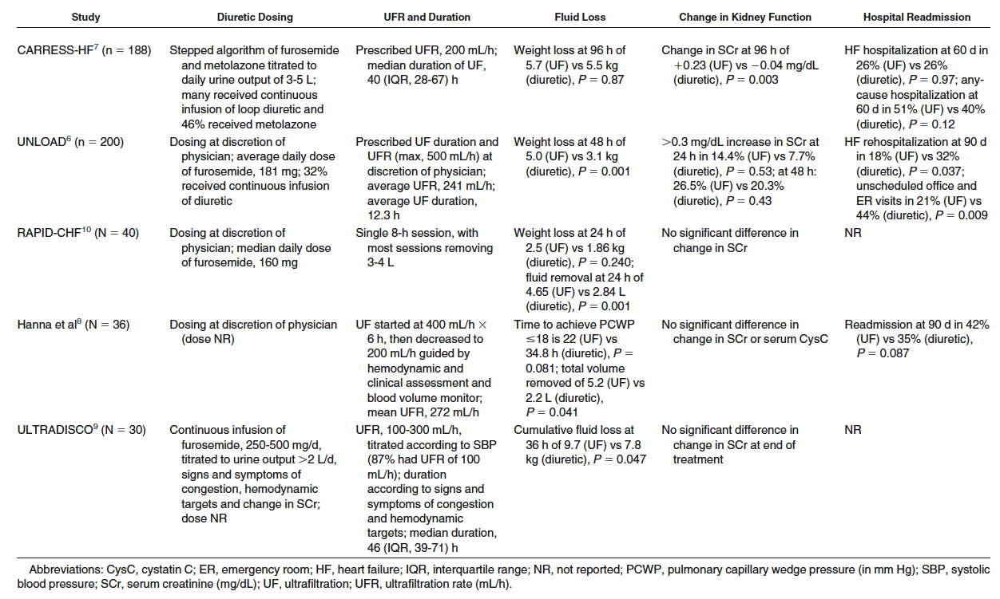 Study Diuretic Dosing UFR and Duration Fluid Loss Change in Kidney Function Hospital Readmission
CARRESS-HF7 (n = 188)
Stepped algorithm of furosemide
and metolazone titrated to
daily urine output of 3-5 L;
many received continuous
infusion of loop diuretic and
46% received metolazone
Prescribed UFR, 200 mL/h;
median duration of UF,
40 (IQR, 28-67) h
Weight loss at 96 h of
5.7 (UF) vs 5.5 kg
(diuretic), P = 0.87
Change in SCr at 96 h of
+0.23 (UF) vs −0.04 mg/dL
(diuretic), P = 0.003
HF hospitalization at 60 d in
26% (UF) vs 26%
(diuretic), P = 0.97; any-
cause hospitalization at
60 d in 51% (UF) vs 40%
(diuretic), P = 0.12
UNLOAD6 (n = 200)
Dosing at discretion of
physician; average daily dose
of furosemide, 181 mg; 32%
received continuous infusion
of diuretic
Prescribed UF duration and
UFR (max, 500 mL/h) at
discretion of physician;
average UFR, 241 mL/h;
average UF duration,
12.3 h
Weight loss at 48 h of
5.0 (UF) vs 3.1 kg
(diuretic), P = 0.001
>0.3 mg/dL increase in SCr at
24 h in 14.4% (UF) vs 7.7%
(diuretic), P = 0.53; at 48 h:
26.5% (UF) vs 20.3%
(diuretic), P = 0.43
HF rehospitalization at 90 d
in 18% (UF) vs 32%
(diuretic), P = 0.037;
unscheduled office and
ER visits in 21% (UF) vs
44% (diuretic), P = 0.009
RAPID-CHF10 (N = 40)
Dosing at discretion of
physician; median daily dose
of furosemide, 160 mg
Single 8-h session, with
most sessions removing
3-4 L
Weight loss at 24 h of
2.5 (UF) vs 1.86 kg
(diuretic), P = 0.240;
fluid removal at 24 h of
4.65 (UF) vs 2.84 L
(diuretic), P = 0.001
No significant difference in
change in SCr
NR
Hanna et al8 (N = 36)
Dosing at discretion of physician
(dose NR)
UF started at 400 mL/h ×
6 h, then decreased to
200 mL/h guided by
hemodynamic and
clinical assessment and
blood volume monitor;
mean UFR, 272 mL/h
Time to achieve PCWP
≤18 is 22 (UF) vs
34.8 h (diuretic), P =
0.081; total volume
removed of 5.2 (UF) vs
2.2 L (diuretic),
P = 0.041
No significant difference in
change in SCr or serum CysC
Readmission at 90 d in 42%
(UF) vs 35% (diuretic),
P = 0.087
ULTRADISCO9 (N = 30)
Continuous infusion of
furosemide, 250-500 mg/d,
titrated to urine output >2 L/d,
signs and symptoms of
congestion, hemodynamic
targets and change in SCr;
dose NR
UFR, 100-300 mL/h,
titrated according to SBP
(87% had UFR of 100
mL/h); duration
according to signs and
symptoms of congestion
and hemodynamic
targets; median duration,
46 (IQR, 39-71) h
Cumulative fluid loss at
36 h of 9.7 (UF) vs 7.8
kg (diuretic), P = 0.047
No significant difference in
change in SCr at end of
treatment
NR
Abbreviations: CysC, cystatin C; ER, emergency room; HF, heart failure; IQR, interquartile range; NR, not reported; PCWP, pulmonary capillary wedge pressure (in mm Hg); SBP, systolic
blood pressure; SCr, serum creatinine (mg/dL); UF, ultrafiltration; UFR, ultrafiltration rate (mL/h).